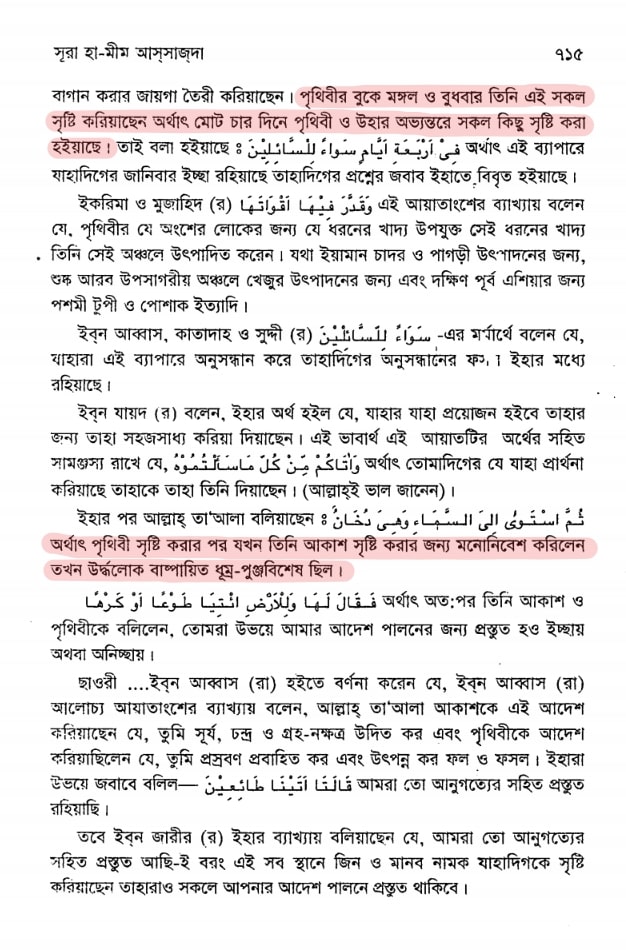 সূরা হা-মীম আস্‌সাজ্‌দা ৭১৫
বাগান করার জায়গা তৈরী করিয়াছেন। পৃথিবীর বুকে মঙ্গল ও বুধবার তিনি এই সকল
সৃষ্টি করিয়াছেন অর্থাৎ মোট চার দিনে পৃথিবী ও উহার অভ্যন্তরে সকল কিছু সৃষ্টি করা
হইয়াছে। তাই বলা হইয়াছে : فِىْ اَرْبَعَةِ اَيَّامٍ سَوَاءً لِّلسَّائِلِيْنَ অর্থাৎ এই ব্যাপারে
যাহাদিগের জানিবার ইচ্ছা রহিয়াছে তাহাদিগের প্রশ্নের জবাব ইহাতে বিবৃত হইয়াছে।
ইকরিমা ও মুজাহিদ (র) وَقَدَّرَ فِيْهَا اَقْوَاتَهَا এই আয়াতাংশের ব্যাখ্যায় বলেন
যে, পৃথিবীর যে অংশের লোকের জন্য যে ধরনের খাদ্য উপযুক্ত সেই ধরনের খাদ্য
তিনি সেই অঞ্চলে উৎপাদিত করেন। যথা ইয়ামান চাদর ও পাগড়ী উৎপাদনের জন্য,
শুষ্ক আরব উপসাগরীয় অঞ্চলে খেজুর উৎপাদনের জন্য এবং দক্ষিণ পূর্ব এশিয়ার জন্য
পশমী টুপী ও পোশাক ইত্যাদি।
ইব্‌ন আব্বাস, কাতাদাহ ও সুদ্দী (র) سَوَاءً لِّلسَّائِلِيْنَ -এর মর্মার্থে বলেন যে,
যাহারা এই ব্যাপারে অনুসন্ধান করে তাহাদিগের অনুসন্ধানের ইহার মধ্যে
রহিয়াছে।
ইব্‌ন যায়দ (র) বলেন, ইহার অর্থ হইল যে, যাহার যাহা প্রয়োজন হইবে তাহার
জন্য তাহা সহজসাধ্য করিয়া দিয়াছেন। এই ভাবার্থ এই আয়াতটির অর্থের সহিত
সামঞ্জস্য রাখে যে, وَاٰتَاكُمْ مِّنْ كُلِّ مَاسَاَلْتُمُوْهُ অর্থাৎ তোমাদিগের যে যাহা প্রার্থনা
করিয়াছে তাহাকে তাহা তিনি দিয়াছেন। (আল্লাহ্ই ভাল জানেন)।
ইহার পর আল্লাহ্ তা'আলা বলিয়াছেন : ثُمَّ اسْتَوٰى اِلَى السَّمَاءِ وَهِىَ دُخَانٌ
অর্থাৎ পৃথিবী সৃষ্টি করার পর যখন তিনি আকাশ সৃষ্টি করার জন্য মনোনিবেশ করিলেন
তখন উর্দ্ধলোক বাষ্পায়িত ধূম্র-পুঞ্জবিশেষ ছিল।
فَقَالَ لَهَا وَلِلْاَرْضِ ائْتِيَا طَوْعًا اَوْ كَرْهًا অর্থাৎ অত:পর তিনি আকাশ ও
পৃথিবীকে বলিলেন, তোমরা উভয়ে আমার আদেশ পালনের জন্য প্রস্তুত হও ইচ্ছায়
অথবা অনিচ্ছায়।
ছাওরী ....ইব্‌ন আব্বাস (রা) হইতে বর্ণনা করেন যে, ইব্‌ন আব্বাস (রা)
আলোচ্য আযাতাংশের ব্যাখ্যায় বলেন, আল্লাহ্ তা'আলা আকাশকে এই আদেশ
করিয়াছেন যে, তুমি সূর্য, চন্দ্র ও গ্রহ-নক্ষত্র উদিত কর এবং পৃথিবীকে আদেশ
করিয়াছিলেন যে, তুমি প্রস্রবণ প্রবাহিত কর এবং উৎপন্ন কর ফল ও ফসল। ইহারা
উভয়ে জবাবে বলিল— قَالَتَا اَتَيْنَا طَائِعِيْنَ আমরা তো আনুগত্যের সহিত প্রস্তুত
রহিয়াছি।
তবে ইব্‌ন জারীর (র) ইহার ব্যাখ্যায় বলিয়াছেন যে, আমরা তো আনুগত্যের
সহিত প্রস্তুত আছি-ই বরং এই সব স্থানে জিন ও মানব নামক যাহাদিগকে সৃষ্টি
করিয়াছেন তাহারাও সকলে আপনার আদেশ পালনে প্রস্তুত থাকিবে।